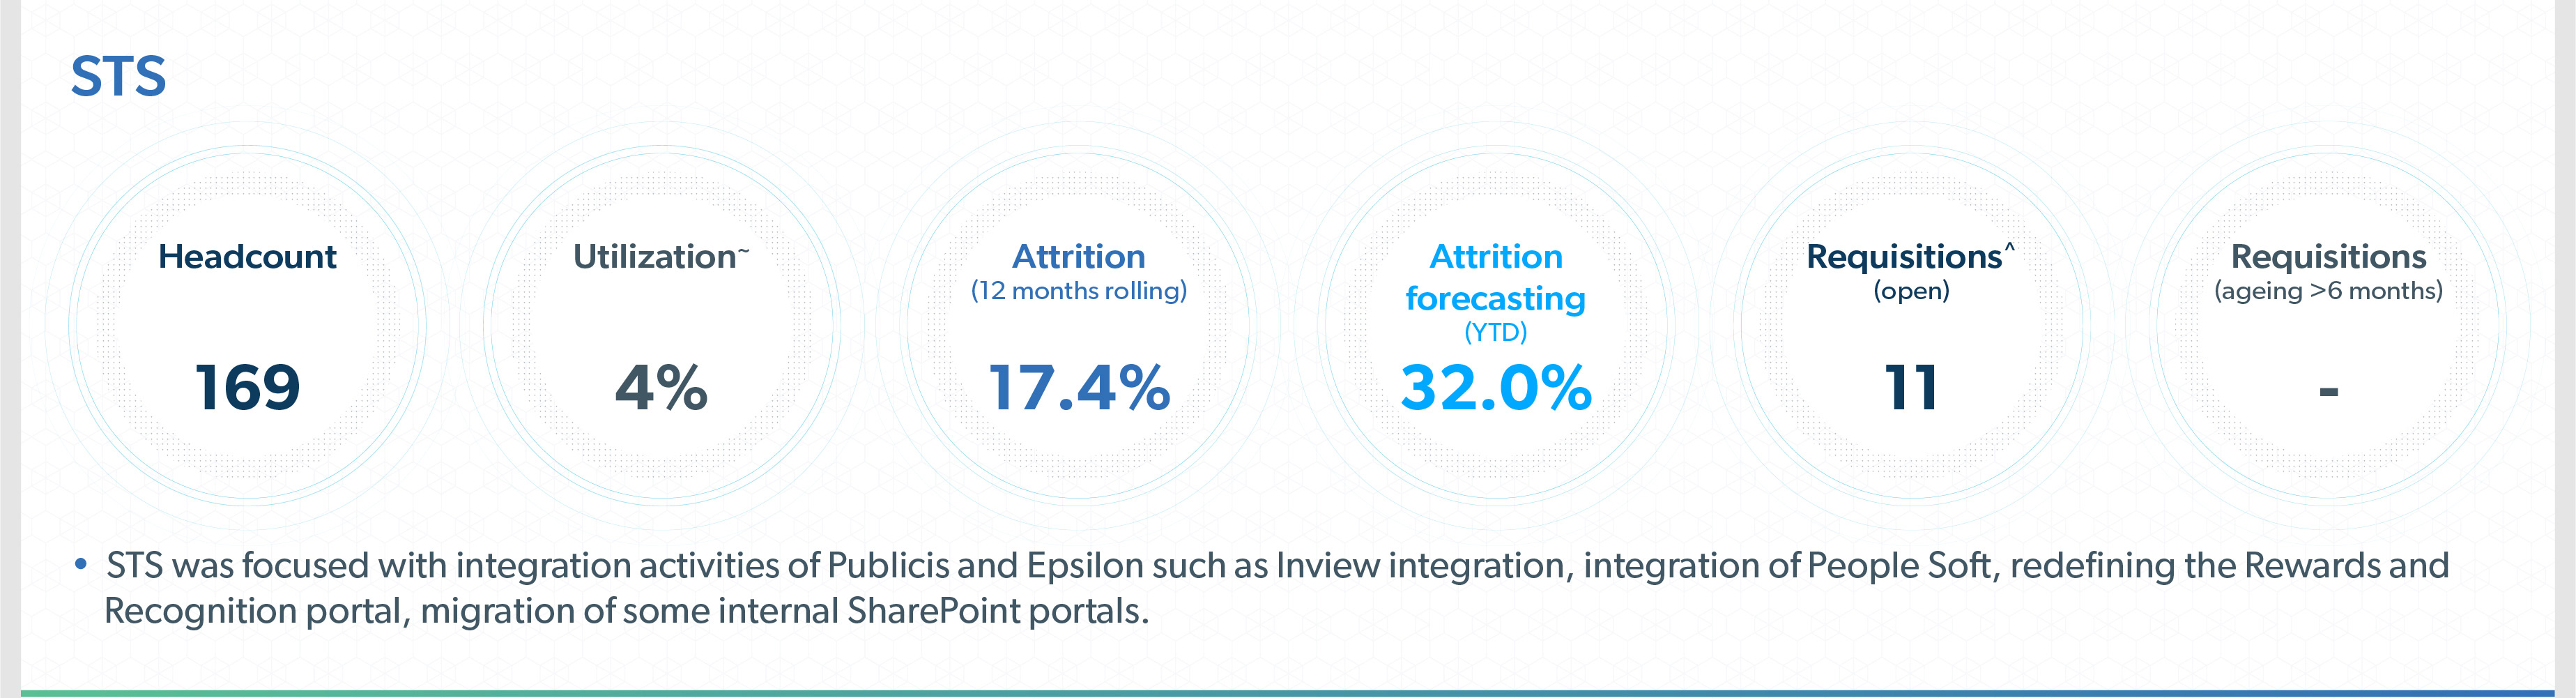 STS
Headcount
169
Utilization~
4%
Attrition
(12 months rolling)
17.4%
Attrition
forecasting
(YTD)
32.0%
Requisitions^
(open)
11
Requisitions
(ageing >6 months)
-
• STS was focused with integration activities of Publicis and Epsilon such as Inview integration, integration of People Soft, redefining the Rewards and
Recognition portal, migration of some internal SharePoint portals.